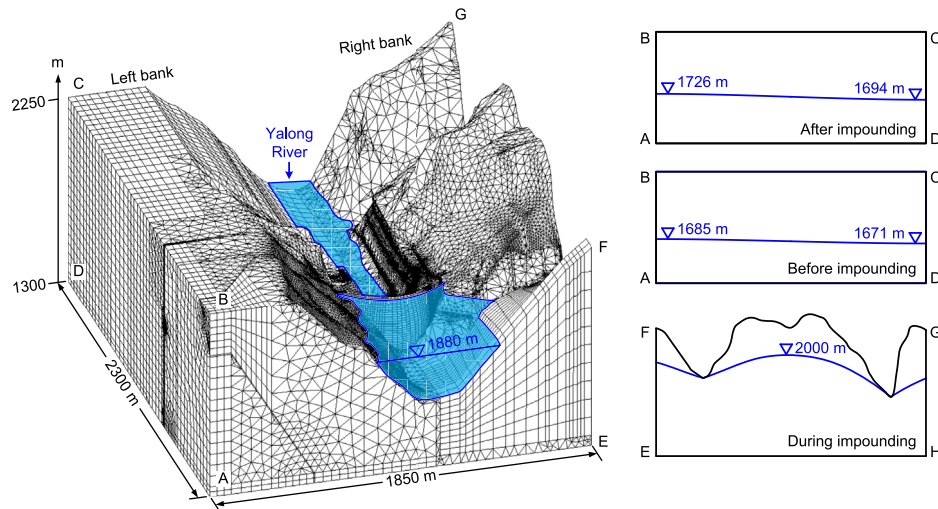 G
Right bank
m
Left bank
C
2250
Yalong
River
F
D
1300
B
1880 m
2300 m
A
E
1850 m
B
C
1726 m
1694 m
After impounding
A
D
B
C
1685 m
1671 m
Before impounding
A
D
F
G
2000 m
During impounding
E
H